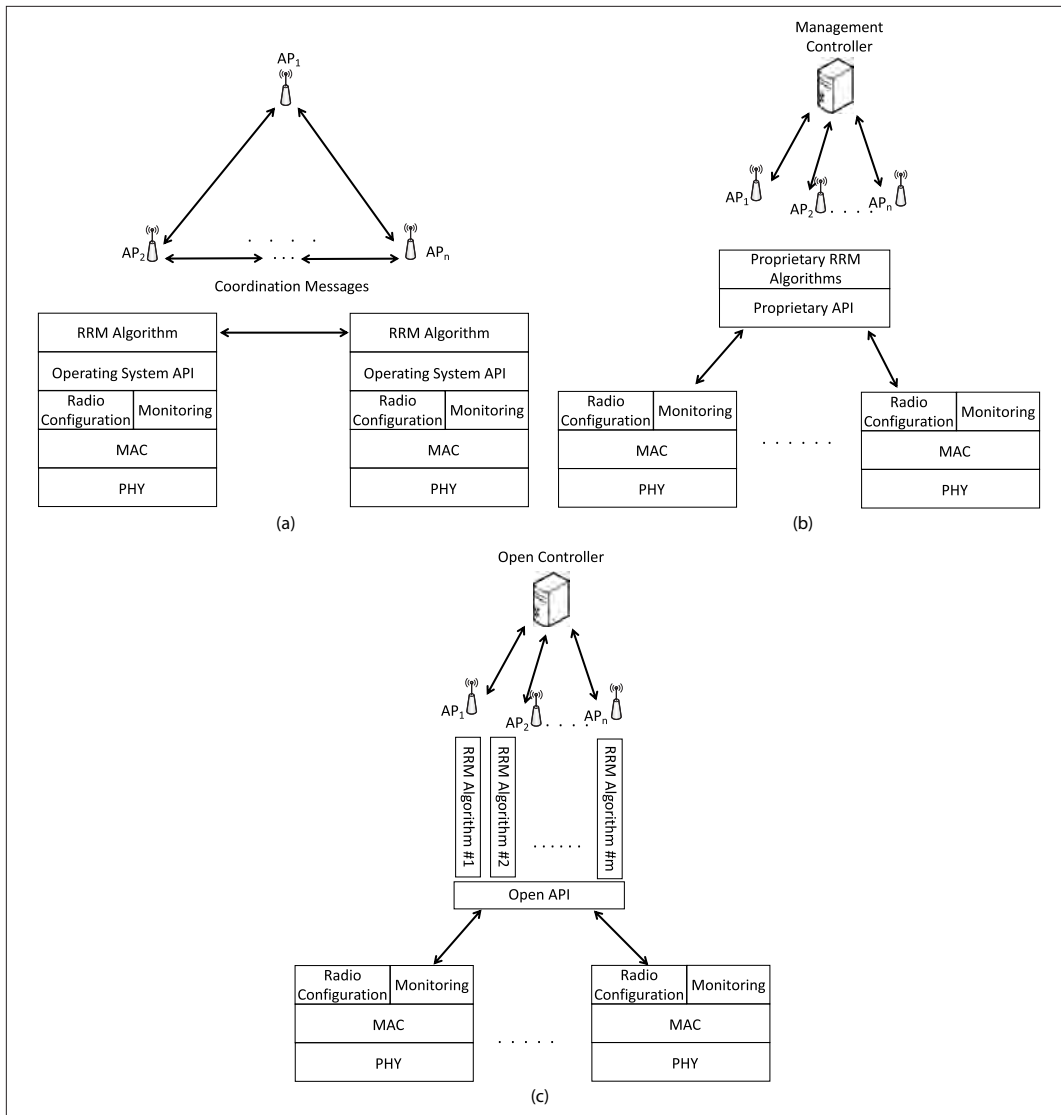 AP1
AP2
. . . .
. . .
APn
Coordination Messages
RRM Algorithm
Operating System API
Radio Configuration
Monitoring
MAC
PHY
RRM Algorithm
Operating System API
Radio Configuration
Monitoring
MAC
PHY
(a)
Management
Controller
AP1
AP2
. . . .
APn
Proprietary RRM
Algorithms
Proprietary API
Radio
Configuration
Monitoring
MAC
PHY
. . . . . .
Radio
Configuration
Monitoring
MAC
PHY
(b)
Open Controller
AP1
AP2
. . . .
APn
RRM Algorithm #1
RRM Algorithm #2
. . . . . .
RRM Algorithm #m
Open API
Radio
Configuration
Monitoring
MAC
PHY
. . . . .
Radio
Configuration
Monitoring
MAC
PHY
(c)